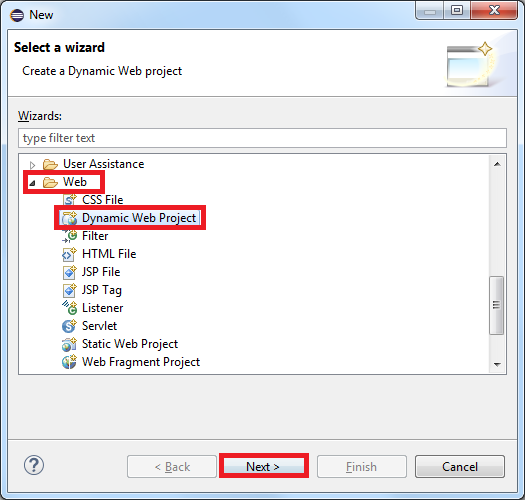 New
Select a wizard
Create a Dynamic Web project
Wizards:
type filter text
User Assistance
Web
CSS File
Dynamic Web Project
Filter
HTML File
JSP File
JSP Tag
Listener
Servlet
Static Web Project
Web Fragment Project
? < Back Next > Finish Cancel